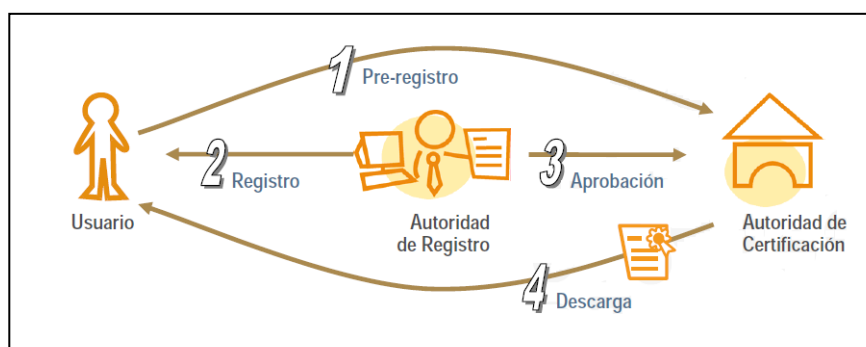 1 Pre-registro
2 Registro
3 Aprobación
Usuario
Autoridad
de Registro
Autoridad de
Certificación
4 Descarga